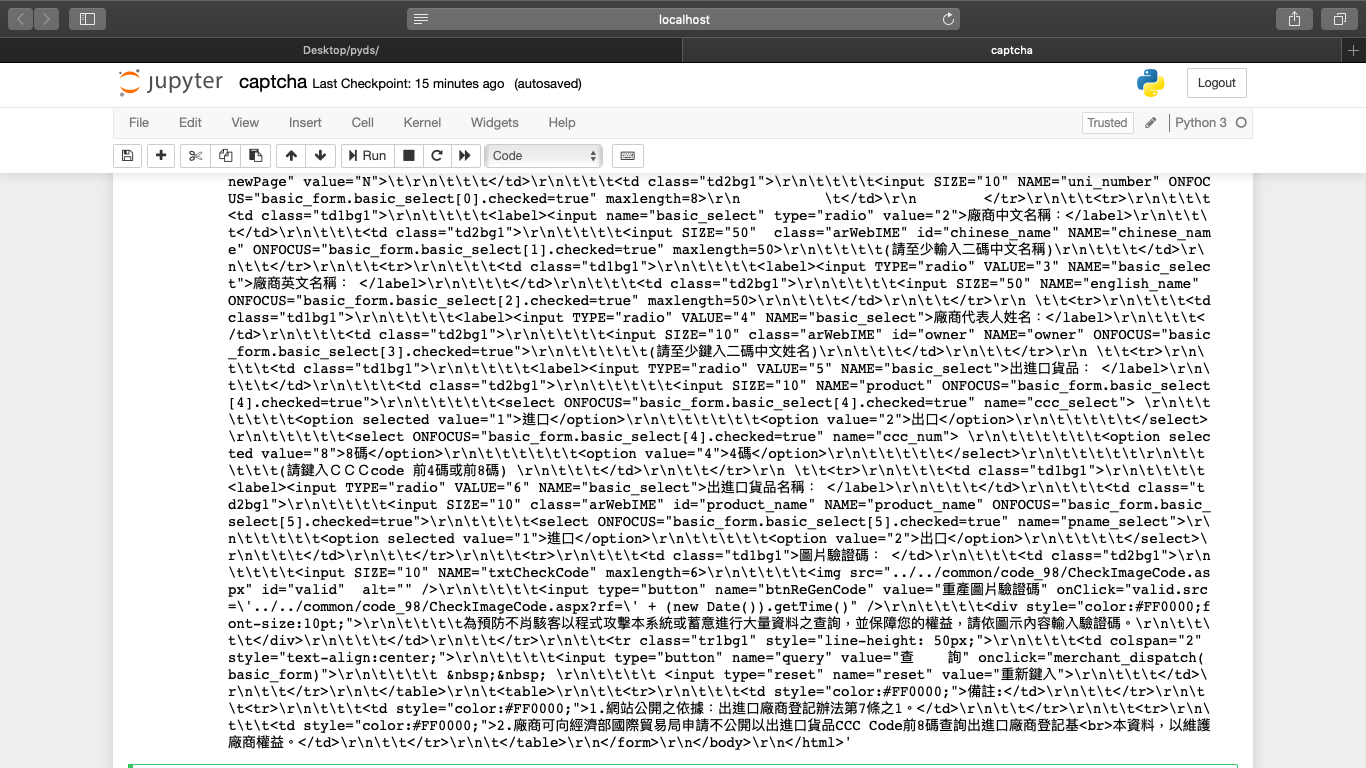 localhost
Desktop/pyds/
captcha
jupyter captcha Last Checkpoint: 15 minutes ago (autosaved)
Logout
File Edit View Insert Cell Kernel Widgets Help
Trusted
Python 3
Run
Code
newPage" value="N">\t\r\n\t\t\t</td>\r\n\t\t\t<td class="td2bg1">\r\n\t\t\t\t<input SIZE="10" NAME="uni_number" ONFOC
US="basic_form.basic_select[0].checked=true" maxlength=8>\r\n \t</td>\r\n </tr>\r\n\t\t<tr>\r\n\t\t\t
<td class="td1bg1">\r\n\t\t\t\t<label><input name="basic_select" type="radio" value="2">廠商中文名稱：</label>\r\n\t\t\
t</td>\r\n\t\t\t<td class="td2bg1">\r\n\t\t\t\t<input SIZE="50" class="arWebIME" id="chinese_name" NAME="chinese_nam
e" ONFOCUS="basic_form.basic_select[1].checked=true" maxlength=50>\r\n\t\t\t\t(請至少輸入二碼中文名稱)\r\n\t\t\t</td>\r\
n\t\t</tr>\r\n\t\t<tr>\r\n\t\t\t<td class="td1bg1">\r\n\t\t\t\t<label><input TYPE="radio" VALUE="3" NAME="basic_selec
t">廠商英文名稱： </label>\r\n\t\t\t</td>\r\n\t\t\t<td class="td2bg1">\r\n\t\t\t\t<input SIZE="50" NAME="english_name"
ONFOCUS="basic_form.basic_select[2].checked=true" maxlength=50>\r\n\t\t\t</td>\r\n\t\t</tr>\r\n \t\t<tr>\r\n\t\t\t<td
class="td1bg1">\r\n\t\t\t\t<label><input TYPE="radio" VALUE="4" NAME="basic_select">廠商代表人姓名：</label>\r\n\t\t\t<
/td>\r\n\t\t\t<td class="td2bg1">\r\n\t\t\t\t<input SIZE="10" class="arWebIME" id="owner" NAME="owner" ONFOCUS="basic
_form.basic_select[3].checked=true">\r\n\t\t\t\t\t(請至少鍵入二碼中文姓名)\r\n\t\t\t</td>\r\n\t\t</tr>\r\n \t\t<tr>\r\n\
t\t\t<td class="td1bg1">\r\n\t\t\t\t<label><input TYPE="radio" VALUE="5" NAME="basic_select">出進口貨品： </label>\r\n\
t\t\t</td>\r\n\t\t\t<td class="td2bg1">\r\n\t\t\t\t\t<input SIZE="10" NAME="product" ONFOCUS="basic_form.basic_select
[4].checked=true">\r\n\t\t\t\t<select ONFOCUS="basic_form.basic_select[4].checked=true" name="ccc_select"> \r\n\t\t
\t\t\t\t<option selected value="1">進口</option>\r\n\t\t\t\t\t\t<option value="2">出口</option>\r\n\t\t\t\t\t</select>
\r\n\t\t\t\t\t<select ONFOCUS="basic_form.basic_select[4].checked=true" name="ccc_num"> \r\n\t\t\t\t\t<option selec
ted value="8">8碼</option>\r\n\t\t\t\t\t<option value="4">4碼</option>\r\n\t\t\t\t</select>\r\n\t\t\t\t\t\r\n\t\t
\t\t\t(請鍵入ＣＣＣcode 前4碼或前8碼) \r\n\t\t\t</td>\r\n\t\t</tr>\r\n \t\t<tr>\r\n\t\t\t<td class="td1bg1">\r\n\t\t\t\t
<label><input TYPE="radio" VALUE="6" NAME="basic_select">出進口貨品名稱： </label>\r\n\t\t\t</td>\r\n\t\t\t<td class="t
d2bg1">\r\n\t\t\t\t<input SIZE="10" class="arWebIME" id="product_name" NAME="product_name" ONFOCUS="basic_form.basic_
select[5].checked=true">\r\n\t\t\t\t<select ONFOCUS="basic_form.basic_select[5].checked=true" name="pname_select">\r\
n\t\t\t\t\t<option selected value="1">進口</option>\r\n\t\t\t\t\t<option value="2">出口</option>\r\n\t\t\t\t</select>\
r\n\t\t\t</td>\r\n\t\t</tr>\r\n\t\t<tr>\r\n\t\t\t<td class="td1bg1">圖片驗證碼： </td>\r\n\t\t\t<td class="td2bg1">\r\n
\t\t\t\t<input SIZE="10" NAME="txtCheckCode" maxlength=6>\r\n\t\t\t\t<img src="../../common/code_98/CheckImageCode.as
px" id="valid" alt="" />\r\n\t\t\t\t<input type="button" name="btnReGenCode" value="重產圖片驗證碼" onClick="valid.src
=\'../../common/code_98/CheckImageCode.aspx?rf=\' + (new Date()).getTime()" />\r\n\t\t\t\t<div style="color:#FF0000;f
ont-size:10pt;">\r\n\t\t\t\t為預防不肖駭客以程式攻擊本系統或蓄意進行大量資料之查詢，並保障您的權益，請依圖示內容輸入驗證碼。\r\n\t\t\t\
t</div>\r\n\t\t\t</td>\r\n\t\t</tr>\r\n\t\t<tr class="tr1bg1" style="line-height: 50px;">\r\n\t\t\t<td colspan="2"
style="text-align:center;">\r\n\t\t\t\t<input type="button" name="query" value="查 詢" onclick="merchant_dispatch(
basic_form)">\r\n\t\t\t\t &nbsp;&nbsp; \r\n\t\t\t\t <input type="reset" name="reset" value="重新鍵入">\r\n\t\t\t</td>\
r\n\t\t</tr>\r\n\t</table>\r\n\t<table>\r\n\t\t<tr>\r\n\t\t\t<td style="color:#FF0000;">備註:</td>\r\n\t\t</tr>\r\n\t\
t<tr>\r\n\t\t\t<td style="color:#FF0000;">1.網站公開之依據：出進口廠商登記辦法第7條之1。</td>\r\n\t\t</tr>\r\n\t\t<tr>\r\n\t
\t\t<td style="color:#FF0000;">2.廠商可向經濟部國際貿易局申請不公開以出進口貨品CCC Code前8碼查詢出進口廠商登記基<br>本資料，以維護
廠商權益。</td>\r\n\t\t</tr>\r\n\t</table>\r\n</form>\r\n</body>\r\n</html>'